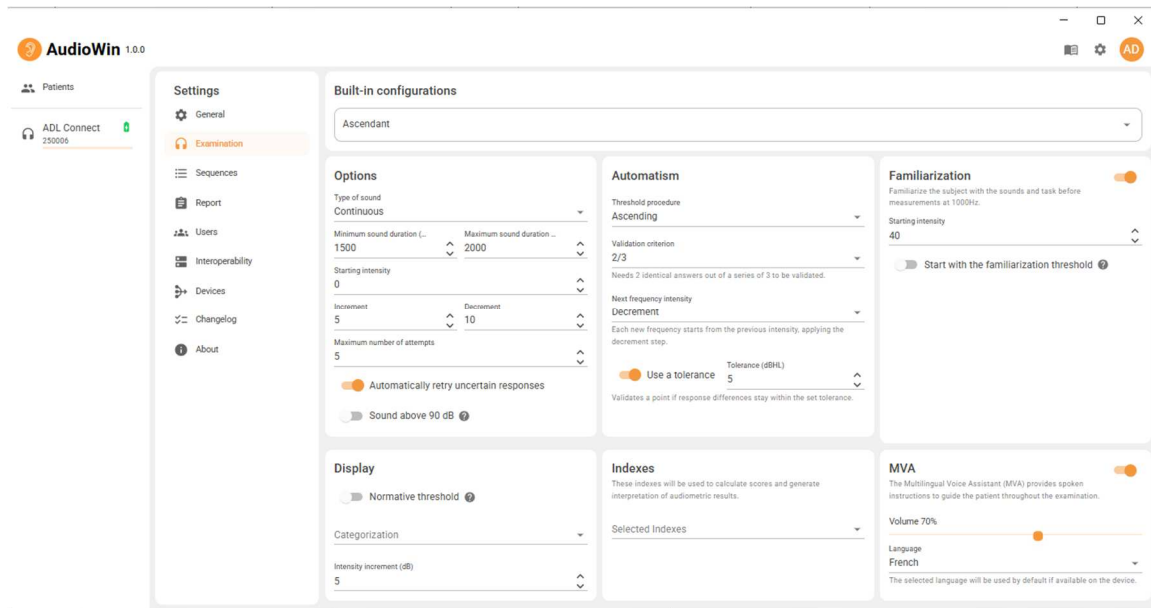 AudioWin 1.0.0
AD
Patients
ADL Connect
250006
Settings
General
Examination
Sequences
Report
Users
Interoperability
Devices
Changelog
About
Built-in configurations
Ascendant
Options
Type of sound
Continuous
Minimum sound duration (...
1500
Maximum sound duration ...
2000
Starting intensity
0
Increment
5
Decrement
10
Maximum number of attempts
5
Automatically retry uncertain responses
Sound above 90 dB
Automatism
Threshold procedure
Ascending
Validation criterion
2/3
Needs 2 identical answers out of a series of 3 to be validated.
Next frequency intensity
Decrement
Each new frequency starts from the previous intensity, applying the
decrement step.
Use a tolerance
Tolerance (dBHL)
5
Validates a point if response differences stay within the set tolerance.
Familiarization
Familiarize the subject with the sounds and task before
measurements at 1000Hz.
Starting intensity
40
Start with the familiarization threshold
Display
Normative threshold
Categorization
Intensity increment (dB)
5
Indexes
These indexes will be used to calculate scores and generate
interpretation of audiometric results.
Selected Indexes
MVA
The Multilingual Voice Assistant (MVA) provides spoken
instructions to guide the patient throughout the examination.
Volume 70%
Language
French
The selected language will be used by default if available on the device.